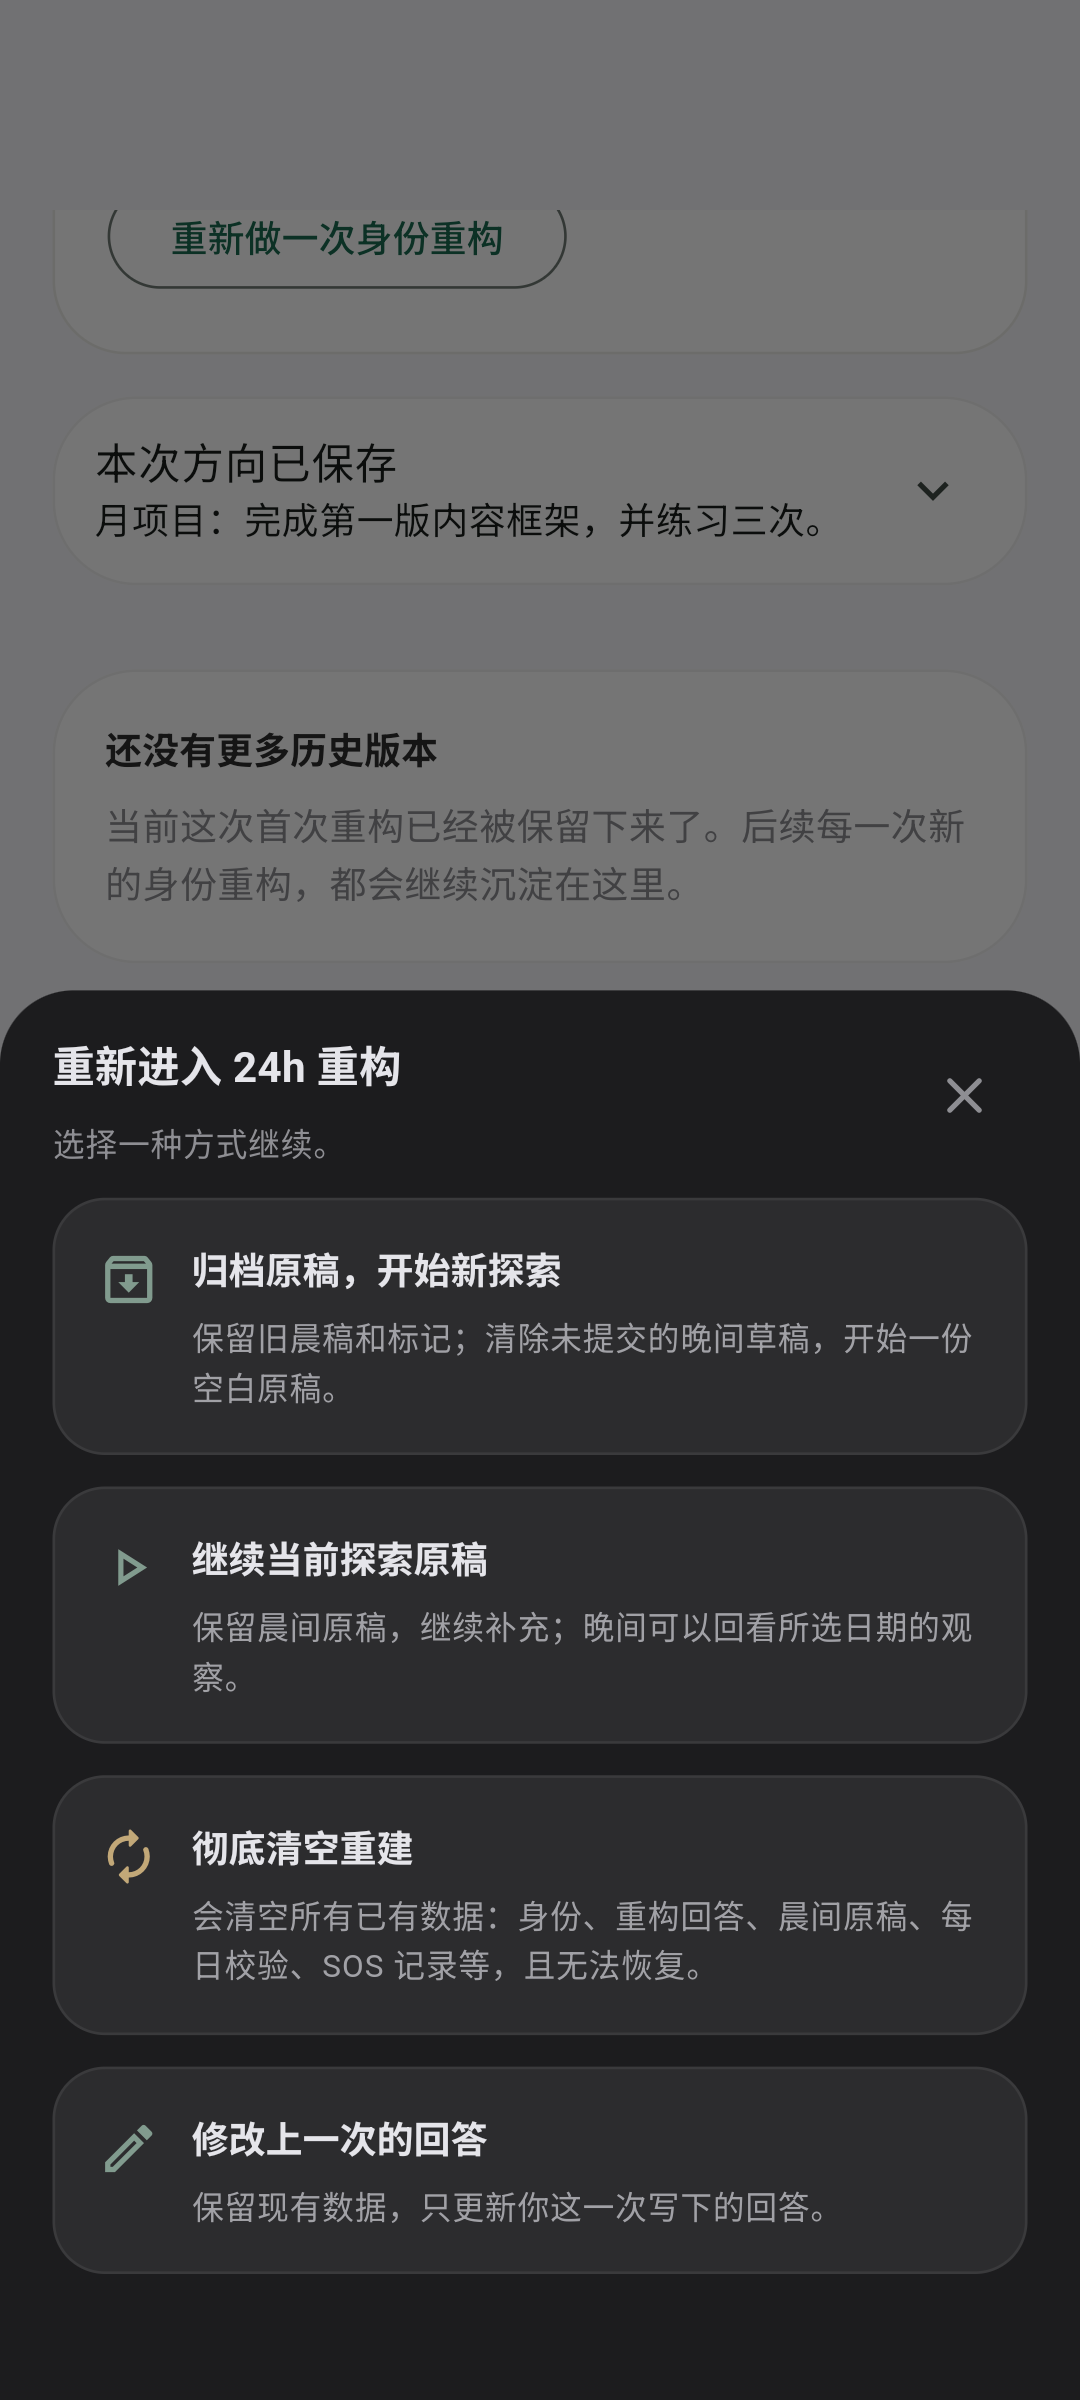 重新做一次身份重构
本次方向已保存
月项目：完成第一版内容框架，并练习三次。
还没有更多历史版本
当前这次首次重构已经被保留下来了。后续每一次新
的身份重构，都会继续沉淀在这里。
重新进入 24h 重构
选择一种方式继续。
归档原稿，开始新探索
保留旧晨稿和标记；清除未提交的晚间草稿，开始一份
空白原稿。
继续当前探索原稿
保留晨间原稿，继续补充；晚间可以回看所选日期的观
察。
彻底清空重建
会清空所有已有数据：身份、重构回答、晨间原稿、每
日校验、SOS 记录等，且无法恢复。
修改上一次的回答
保留现有数据，只更新你这一次写下的回答。